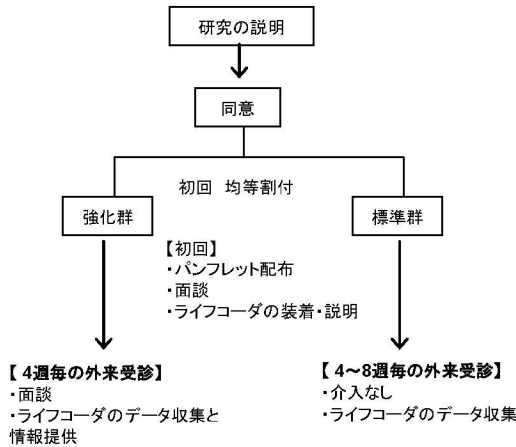 研究の説明
同意
初回 均等割付
強化群
標準群
【初回】
・パンフレット配布
・面談
・ライフコーダの装着・説明
【 4週毎の外来受診】
・面談
・ライフコーダのデータ収集と
情報提供
【 4～8週毎の外来受診】
・介入なし
・ライフコーダのデータ収集